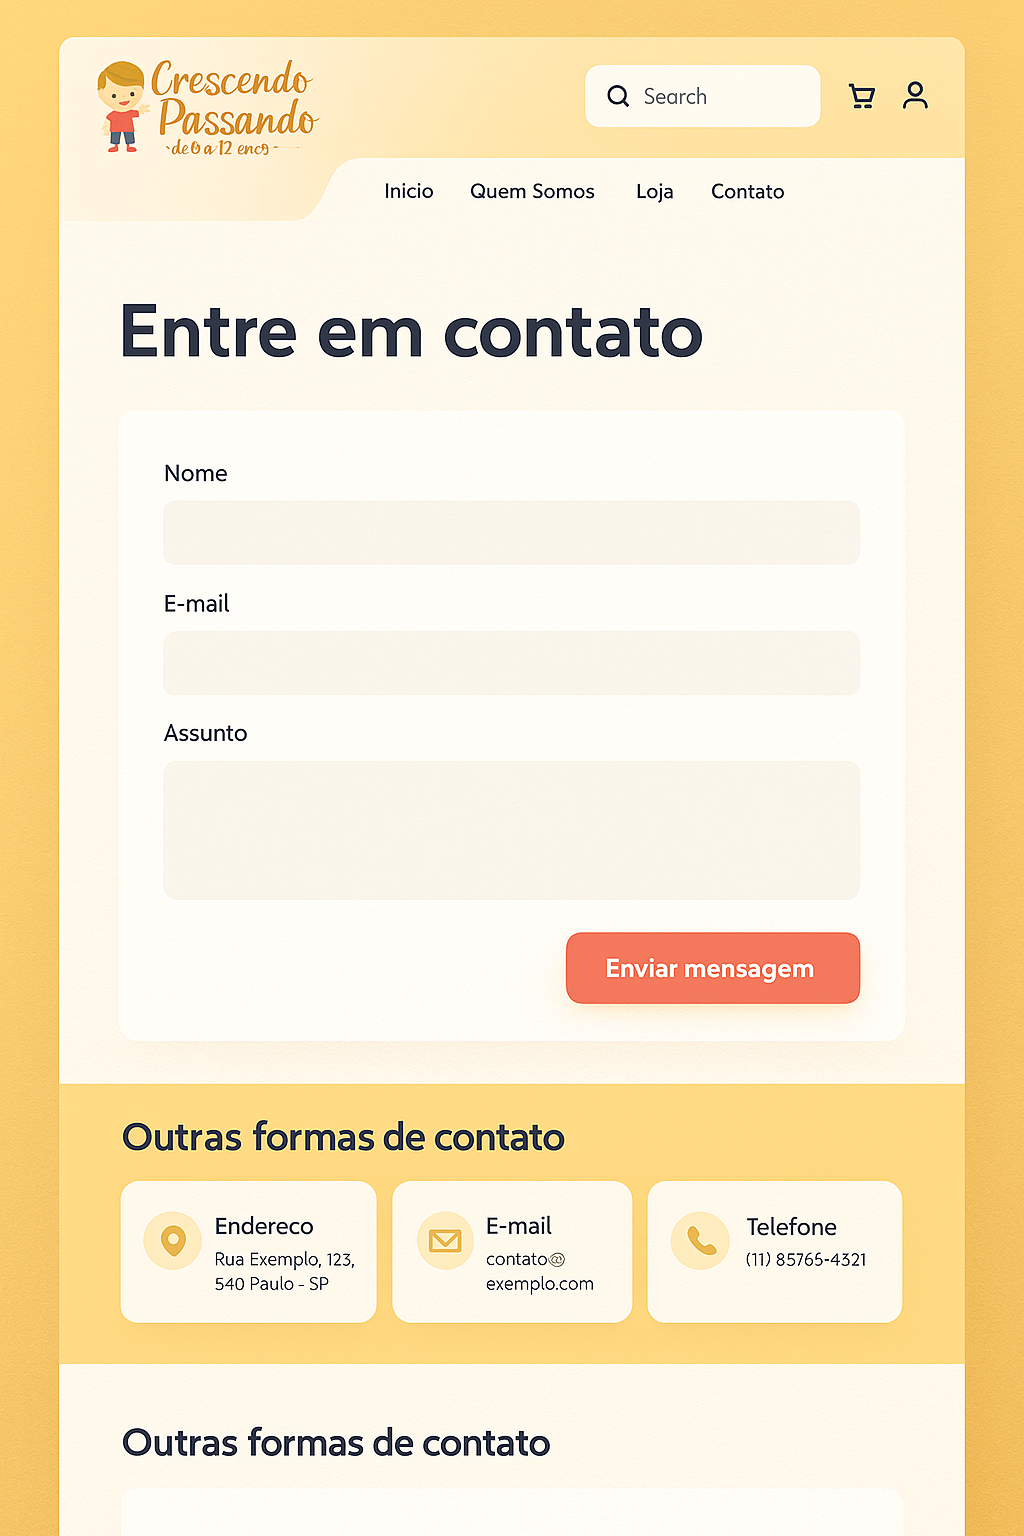 Crescendo
Passando
de 0 a 12 encs
Search
Inicio Quem Somos Loja Contato
Entre em contato
Nome
E-mail
Assunto
Enviar mensagem
Outras formas de contato
Endereco
Rua Exemplo, 123,
540 Paulo - SP
E-mail
contato@
exemplo.com
Telefone
(11) 85765-4321
Outras formas de contato